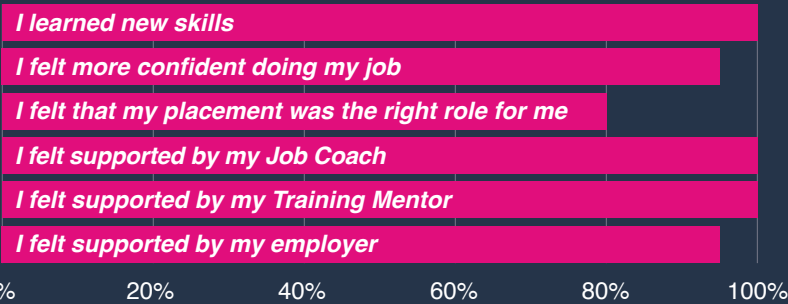 I learned new skills
I felt more confident doing my job
I felt that my placement was the right role for me
I felt supported by my Job Coach
I felt supported by my Training Mentor
I felt supported by my employer
% 20% 40% 60% 80% 100%